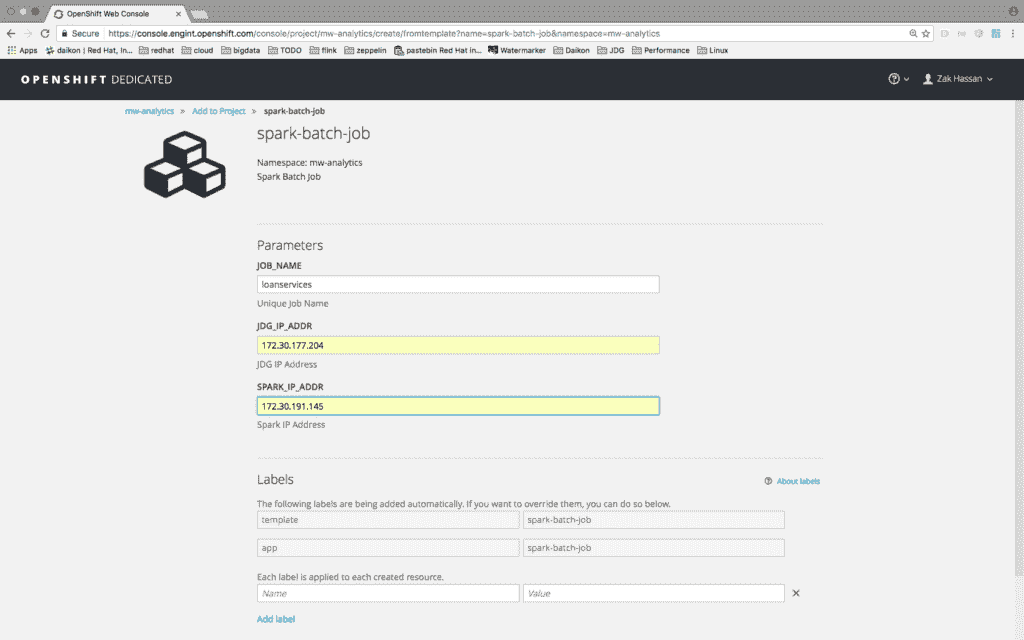 OpenShift Web Console
Secure https://console.engint.openshift.com/console/project/mw-analytics/create/fromtemplate?name=spark-batch-job&namespace=mw-analytics
Apps daikon | Red Hat, In... redhat cloud bigdata TODO flink zeppelin pastebin Red Hat in... Watermarker Daikon JDG Performance Linux
OPENSHIFT DEDICATED Zak Hassan
mw-analytics » Add to Project » spark-batch-job
spark-batch-job
Namespace: mw-analytics
Spark Batch Job
Parameters
JOB_NAME
loanservices
Unique Job Name
JDG_IP_ADDR
172.30.177.204
JDG IP Address
SPARK_IP_ADDR
172.30.191.145
Spark IP Address
Labels About labels
The following labels are being added automatically. If you want to override them, you can do so below.
template spark-batch-job
app spark-batch-job
Each label is applied to each created resource.
Name Value
Add label